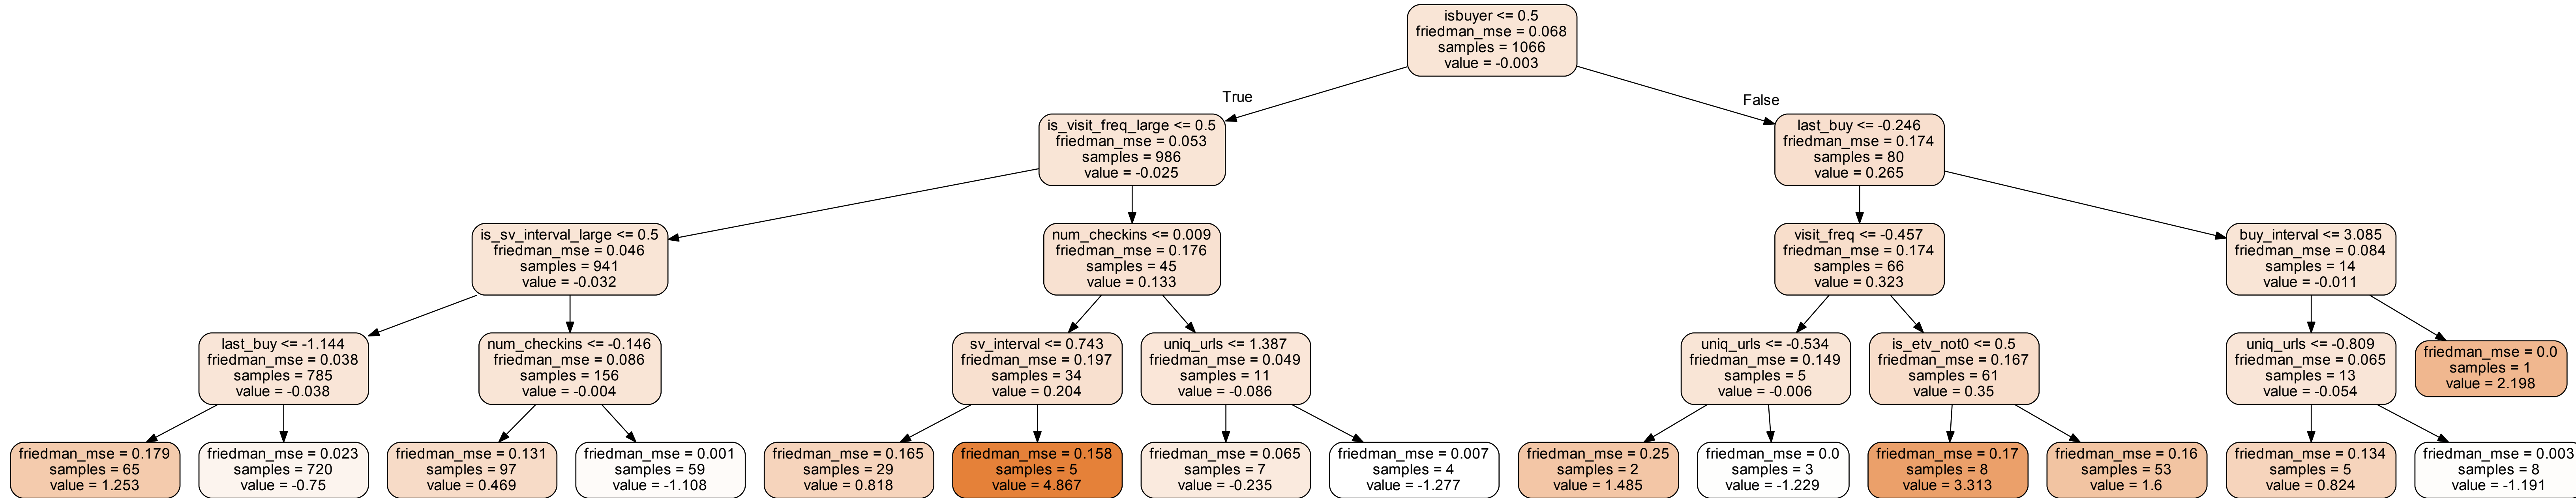 isbuyer <= 0.5
friedman_mse = 0.068
samples = 1066
value = -0.003
True
False
is_visit_freq_large <= 0.5
friedman_mse = 0.053
samples = 986
value = -0.025
last_buy <= -0.246
friedman_mse = 0.174
samples = 80
value = 0.265
is_sv_interval_large <= 0.5
friedman_mse = 0.046
samples = 941
value = -0.032
num_checkins <= 0.009
friedman_mse = 0.176
samples = 45
value = 0.133
visit_freq <= -0.457
friedman_mse = 0.174
samples = 66
value = 0.323
buy_interval <= 3.085
friedman_mse = 0.084
samples = 14
value = -0.011
last_buy <= -1.144
friedman_mse = 0.038
samples = 785
value = -0.038
num_checkins <= -0.146
friedman_mse = 0.086
samples = 156
value = -0.004
sv_interval <= 0.743
friedman_mse = 0.197
samples = 34
value = 0.204
uniq_urls <= 1.387
friedman_mse = 0.049
samples = 11
value = -0.086
uniq_urls <= -0.534
friedman_mse = 0.149
samples = 5
value = -0.006
is_etv_not0 <= 0.5
friedman_mse = 0.167
samples = 61
value = 0.35
uniq_urls <= -0.809
friedman_mse = 0.065
samples = 13
value = -0.054
friedman_mse = 0.0
samples = 1
value = 2.198
friedman_mse = 0.179
samples = 65
value = 1.253
friedman_mse = 0.023
samples = 720
value = -0.75
friedman_mse = 0.131
samples = 97
value = 0.469
friedman_mse = 0.001
samples = 59
value = -1.108
friedman_mse = 0.165
samples = 29
value = 0.818
friedman_mse = 0.158
samples = 5
value = 4.867
friedman_mse = 0.065
samples = 7
value = -0.235
friedman_mse = 0.007
samples = 4
value = -1.277
friedman_mse = 0.25
samples = 2
value = 1.485
friedman_mse = 0.0
samples = 3
value = -1.229
friedman_mse = 0.17
samples = 8
value = 3.313
friedman_mse = 0.16
samples = 53
value = 1.6
friedman_mse = 0.134
samples = 5
value = 0.824
friedman_mse = 0.003
samples = 8
value = -1.191